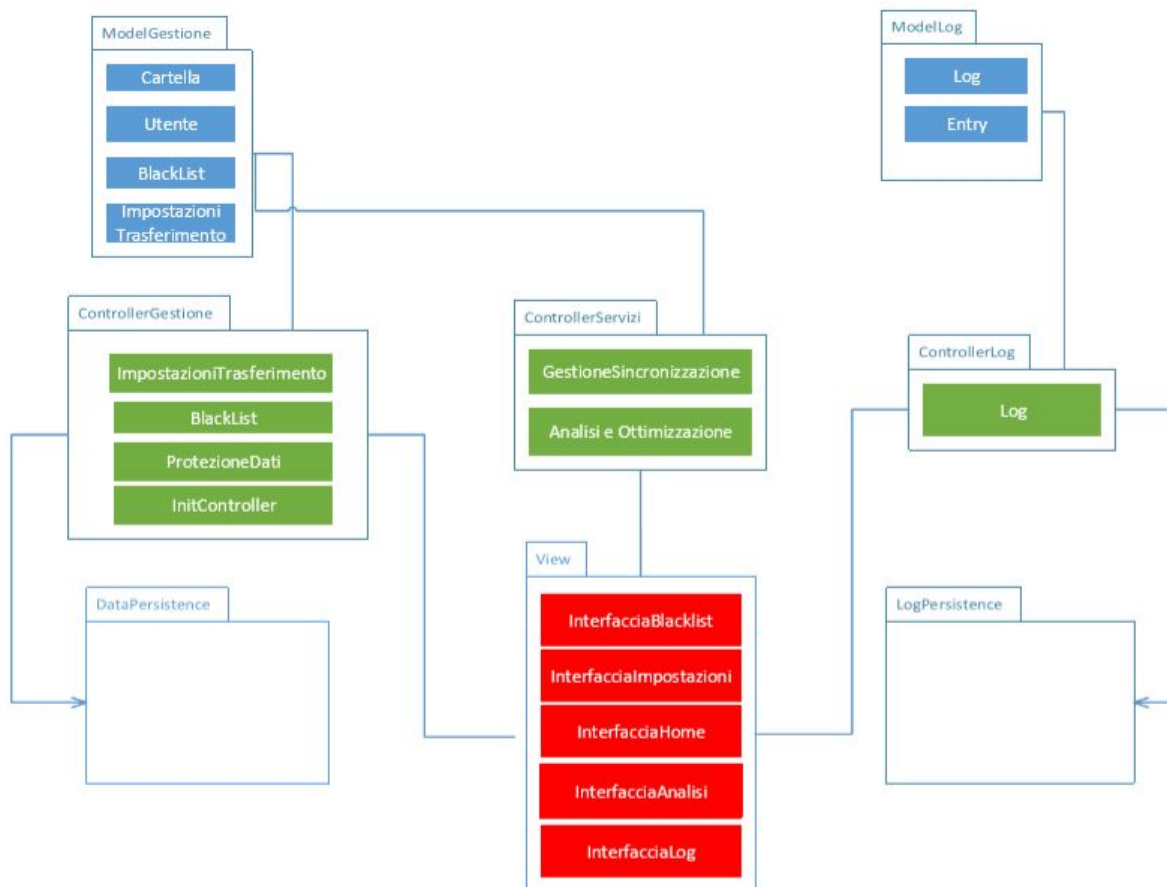 ModelGestione
Cartella
Utente
BlackList
Impostazioni
Trasferimento
ModelLog
Log
Entry
ControllerGestione
ImpostazioniTrasferimento
BlackList
ProtezioneDati
InitController
ControllerServizi
GestioneSincronizzazione
Analisi e Ottimizzazione
ControllerLog
Log
DataPersistence
View
InterfacciaBlacklist
InterfacciaImpostazioni
InterfacciaHome
InterfacciaAnalisi
InterfacciaLog
LogPersistence